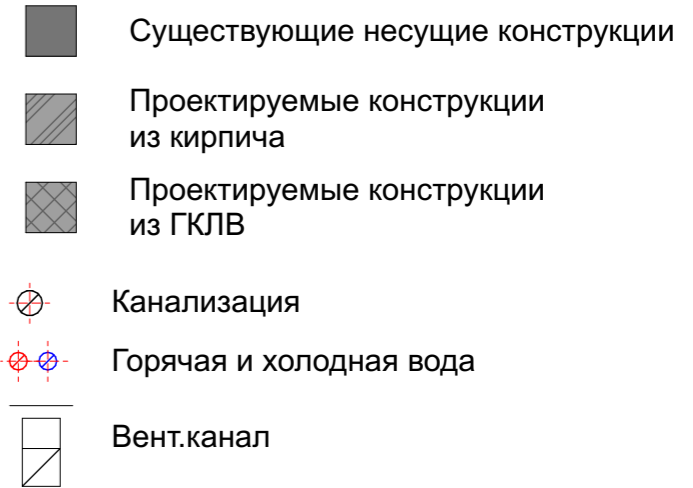 Существующие несущие конструкции
Проектируемые конструкции
из кирпича
Проектируемые конструкции
из ГКЛВ
Канализация
Горячая и холодная вода
Вент.канал